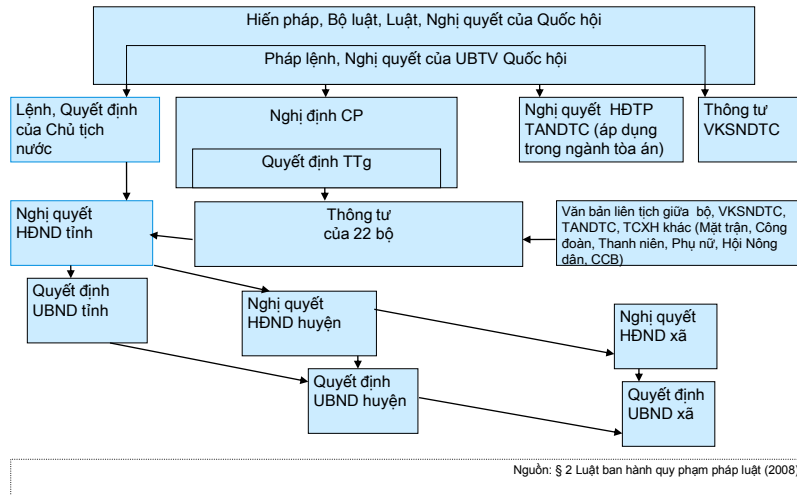 Hiến pháp, Bộ luật, Luật, Nghị quyết của Quốc hội
Pháp lệnh, Nghị quyết của UBTV Quốc hội
Lệnh, Quyết định
của Chủ tịch
nước
Nghị định CP
Quyết định TTg
Nghị quyết HĐTP
TANDTC (áp dụng
trong ngành tòa án)
Thông tư
VKSNDTC
Nghị quyết
HĐND tỉnh
Thông tư
của 22 bộ
Văn bản liên tịch giữa bộ, VKSNDTC,
TANDTC, TCXH khác (Mặt trận, Công
đoàn, Thanh niên, Phụ nữ, Hội Nông
dân, CCB)
Quyết định
UBND tỉnh
Nghị quyết
HĐND huyện
Nghị quyết
HĐND xã
Quyết định
UBND huyện
Quyết định
UBND xã
Nguồn: § 2 Luật ban hành quy phạm pháp luật (2008)